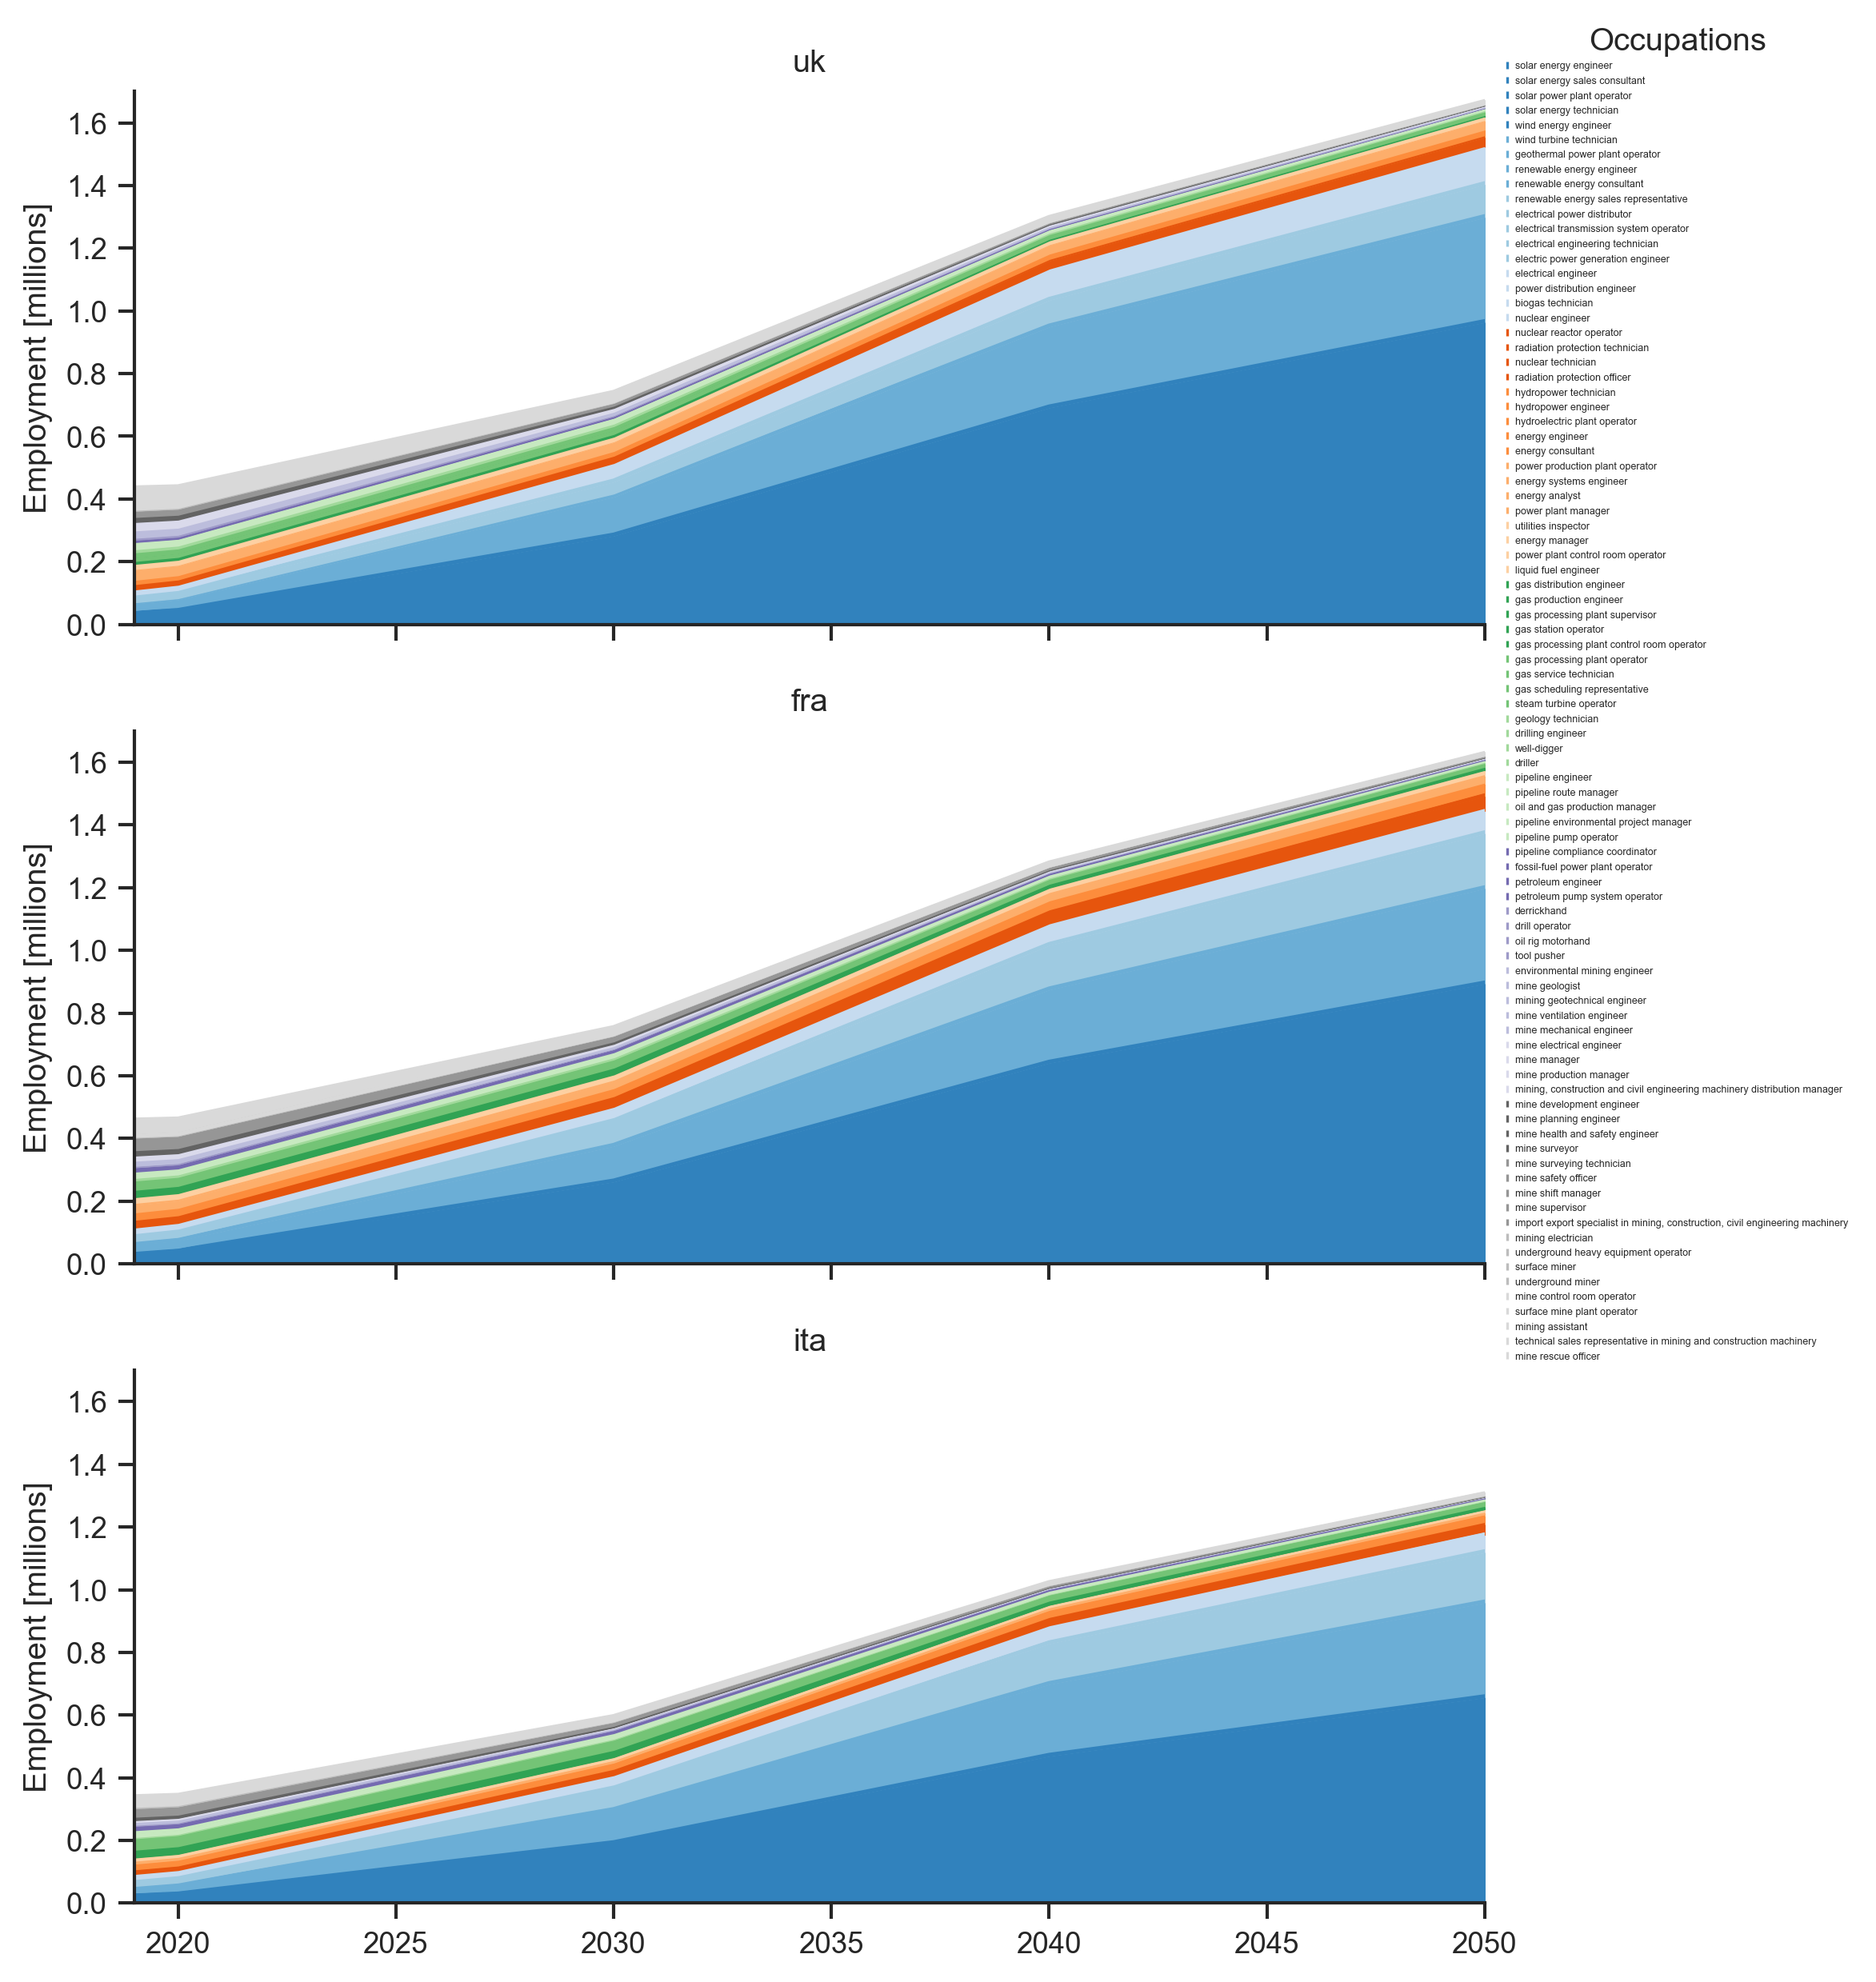 Occupations
solar energy engineer
solar energy sales consultant
solar power plant operator
solar energy technician
wind energy engineer
wind turbine technician
geothermal power plant operator
renewable energy engineer
renewable energy consultant
renewable energy sales representative
electrical power distributor
electrical transmission system operator
electrical engineering technician
electric power generation engineer
electrical engineer
power distribution engineer
biogas technician
nuclear engineer
nuclear reactor operator
radiation protection technician
nuclear technician
radiation protection officer
hydropower technician
hydropower engineer
hydroelectric plant operator
energy engineer
energy consultant
power production plant operator
energy systems engineer
energy analyst
power plant manager
utilities inspector
energy manager
power plant control room operator
liquid fuel engineer
gas distribution engineer
gas production engineer
gas processing plant supervisor
gas station operator
gas processing plant control room operator
gas processing plant operator
gas service technician
gas scheduling representative
steam turbine operator
geology technician
drilling engineer
well-digger
driller
pipeline engineer
pipeline route manager
oil and gas production manager
pipeline environmental project manager
pipeline pump operator
pipeline compliance coordinator
fossil-fuel power plant operator
petroleum engineer
petroleum pump system operator
derrickhand
drill operator
oil rig motorhand
tool pusher
environmental mining engineer
mine geologist
mining geotechnical engineer
mine ventilation engineer
mine mechanical engineer
mine electrical engineer
mine manager
mine production manager
mining, construction and civil engineering machinery distribution manager
mine development engineer
mine planning engineer
mine health and safety engineer
mine surveyor
mine surveying technician
mine safety officer
mine shift manager
mine supervisor
import export specialist in mining, construction, civil engineering machinery
mining electrician
underground heavy equipment operator
surface miner
underground miner
mine control room operator
surface mine plant operator
mining assistant
technical sales representative in mining and construction machinery
mine rescue officer
uk
Employment [millions]
1.6
1.4
1.2
1.0
0.8
0.6
0.4
0.2
0.0
fra
Employment [millions]
1.6
1.4
1.2
1.0
0.8
0.6
0.4
0.2
0.0
ita
Employment [millions]
1.6
1.4
1.2
1.0
0.8
0.6
0.4
0.2
0.0
2020 2025 2030 2035 2040 2045 2050